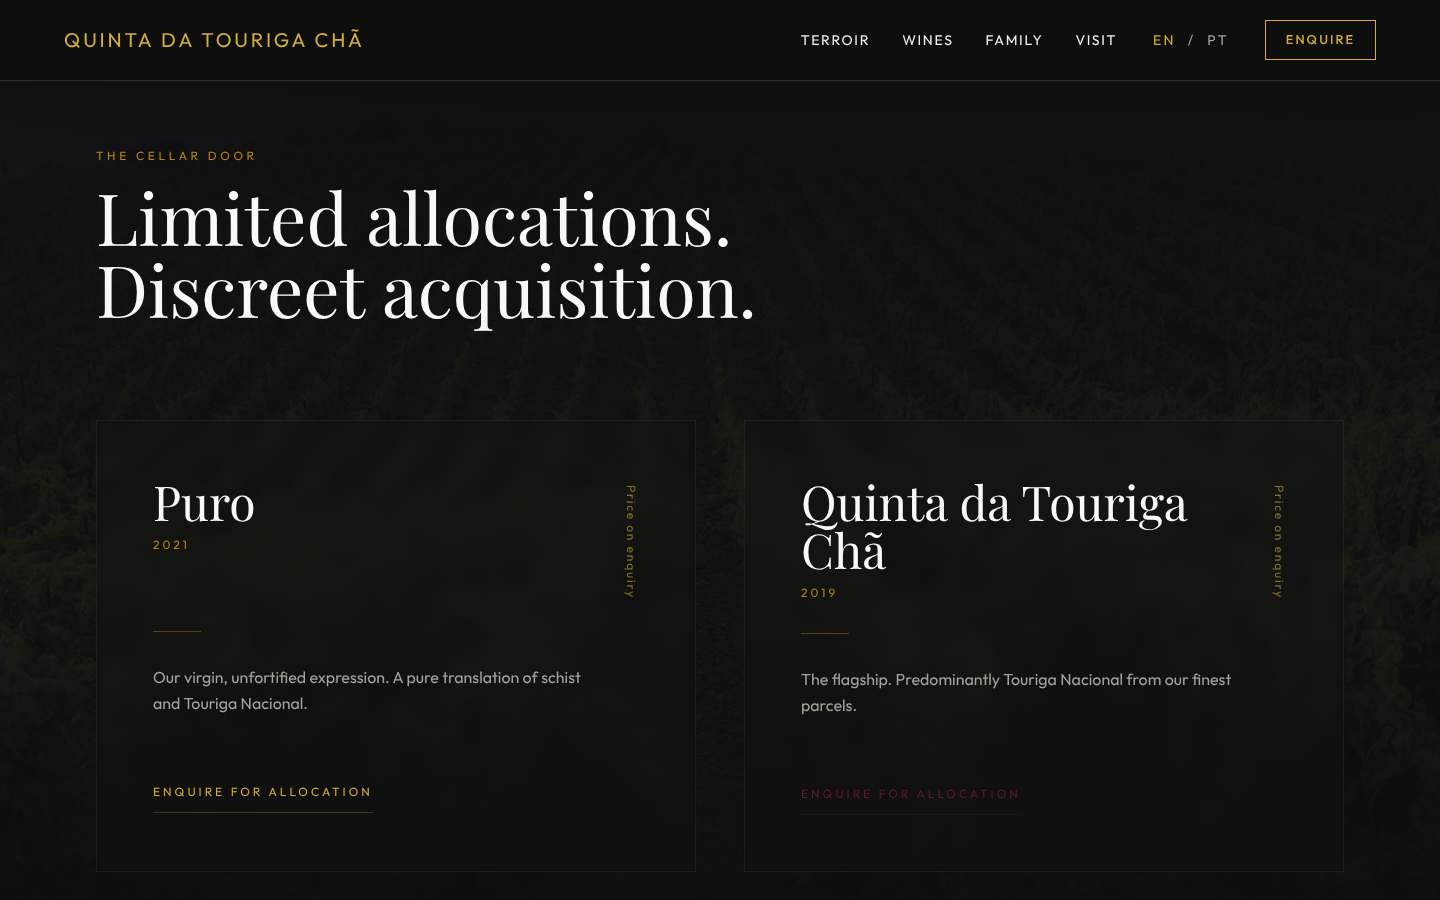 QUINTA DA TOURIGA CHÃ
TERROIR
WINES
FAMILY
VISIT
EN / PT
ENQUIRE
THE CELLAR DOOR
Limited allocations.
Discreet acquisition.
Puro
2021
Price on enquiry
Our virgin, unfortified expression. A pure translation of schist
and Touriga Nacional.
ENQUIRE FOR ALLOCATION
Quinta da Touriga
Chã
2019
Price on enquiry
The flagship. Predominantly Touriga Nacional from our finest
parcels.
ENQUIRE FOR ALLOCATION